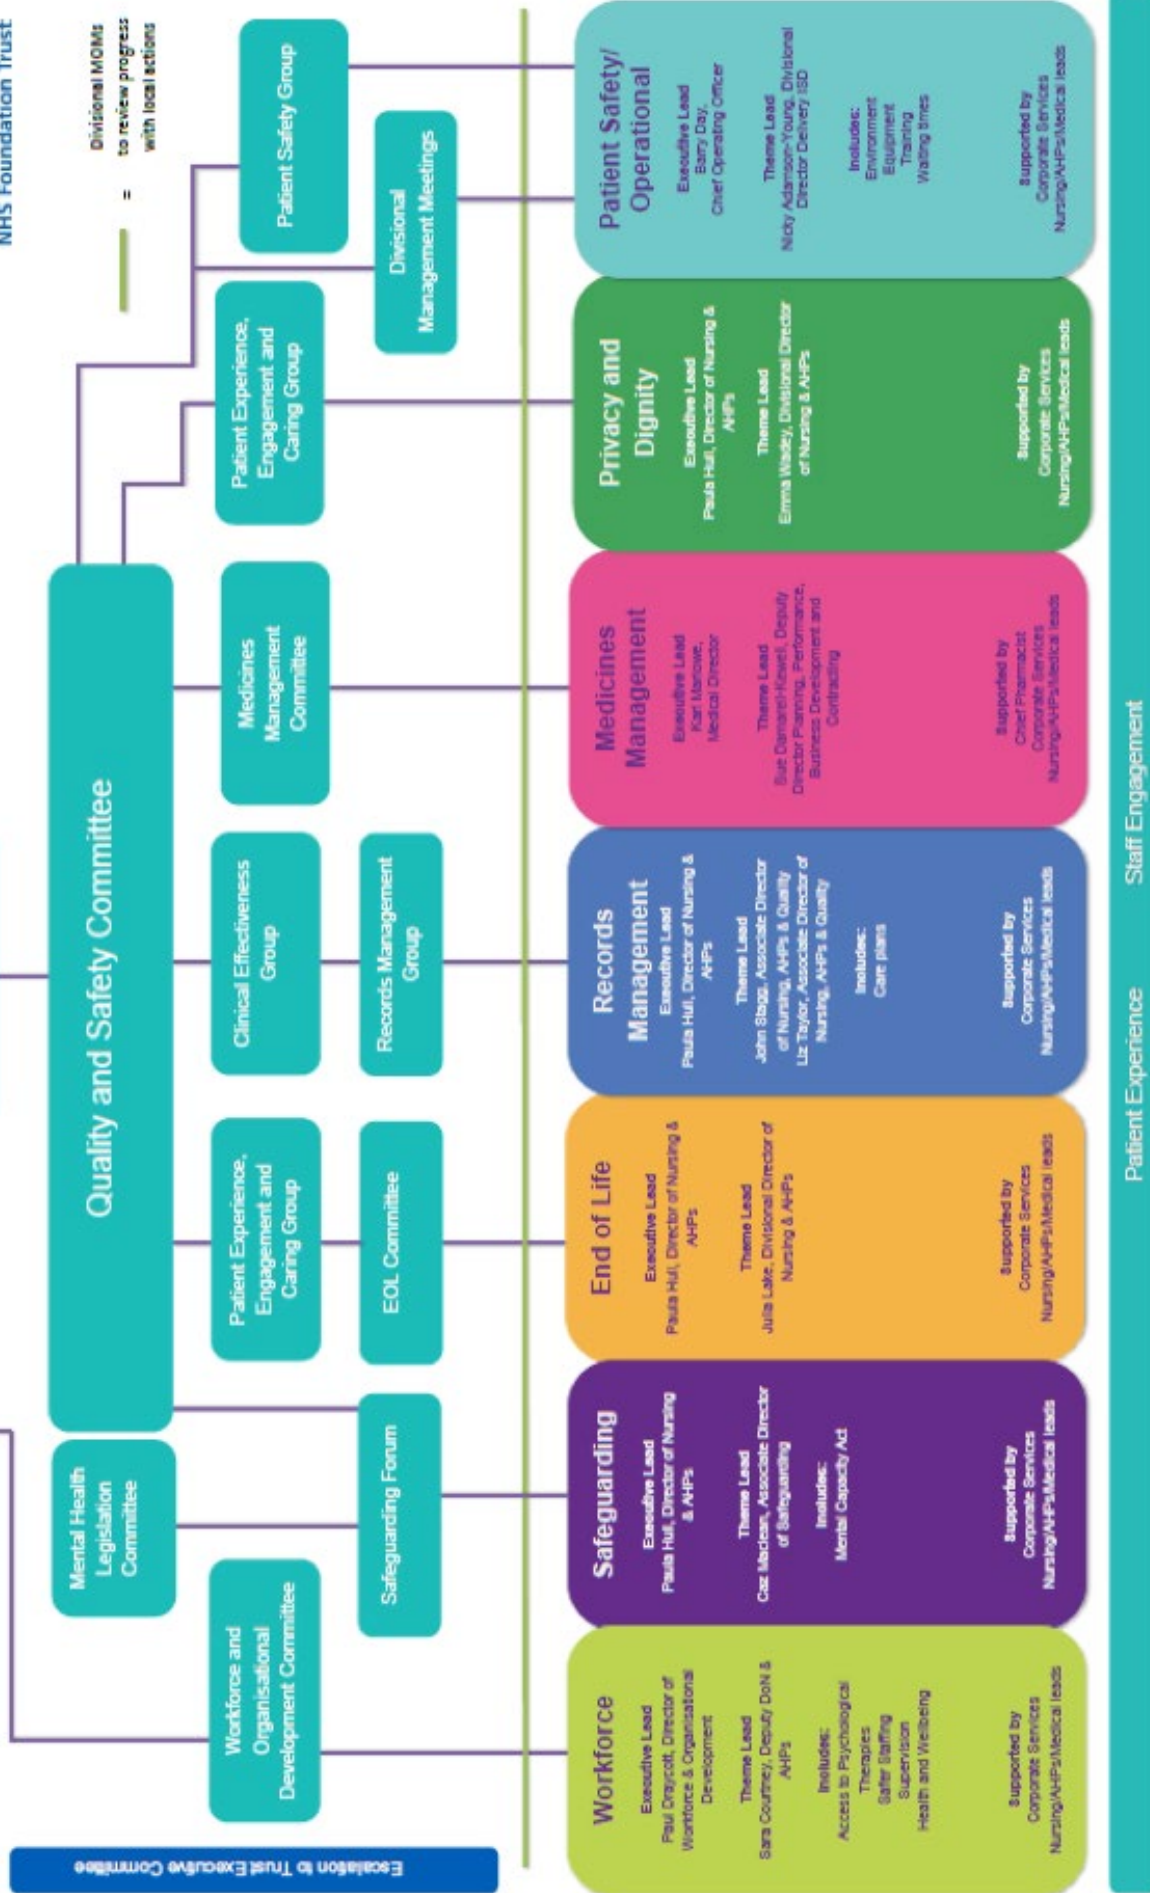 NHS Foundation Trust
Divisional MOMs
=
to review progress
with local actions
Quality and Safety Committee
Mental Health
Legislation
Committee
Workforce and
Organisational
Development Committee
Safeguarding Forum
Patient Experience,
Engagement and
Caring Group
EOL Committee
Clinical Effectiveness
Group
Records Management
Group
Medicines
Management
Committee
Patient Experience,
Engagement and
Caring Group
Divisional
Management Meetings
Patient Safety Group
Escalation to Trust Executive Committee
Workforce
Executive Lead
Paul Draycott, Director of
Workforce & Organisational
Development
Theme Lead
Sara Courtney, Deputy DoN &
AHPs
Includes:
Access to Psychological
Therapies
Safer Staffing
Supervision
Health and Wellbeing
Supported by
Corporate Services
Nursing/AHPs/Medical leads
Safeguarding
Executive Lead
Paula Hull, Director of Nursing
& AHPs
Theme Lead
Caz Maclean, Associate Director
of Safeguarding
Includes:
Mental Capacity Act
Supported by
Corporate Services
Nursing/AHPs/Medical leads
End of Life
Executive Lead
Paula Hull, Director of Nursing &
AHPs
Theme Lead
Julia Lake, Divisional Director of
Nursing & AHPs
Supported by
Corporate Services
Nursing/AHPs/Medical leads
Records
Management
Executive Lead
Paula Hull, Director of Nursing &
AHPs
Theme Lead
John Stagg, Associate Director
of Nursing, AHPs & Quality
Liz Taylor, Associate Director of
Nursing, AHPs & Quality
Includes:
Care plans
Supported by
Corporate Services
Nursing/AHPs/Medical leads
Medicines
Management
Executive Lead
Karl Marlowe,
Medical Director
Theme Lead
Sue Damarell-Kewell, Deputy
Director Planning, Performance,
Business Development and
Contracting
Supported by
Chief Pharmacist
Corporate Services
Nursing/AHPs/Medical leads
Privacy and
Dignity
Executive Lead
Paula Hull, Director of Nursing &
AHPs
Theme Lead
Emma Wadey, Divisional Director
of Nursing & AHPs
Supported by
Corporate Services
Nursing/AHPs/Medical leads
Patient Safety/
Operational
Executive Lead
Barry Day,
Chief Operating Officer
Theme Lead
Nicky Adamson-Young, Divisional
Director Delivery ISD
Includes:
Environment
Equipment
Training
Waiting times
Supported by
Corporate Services
Nursing/AHPs/Medical leads
Patient Experience
Staff Engagement